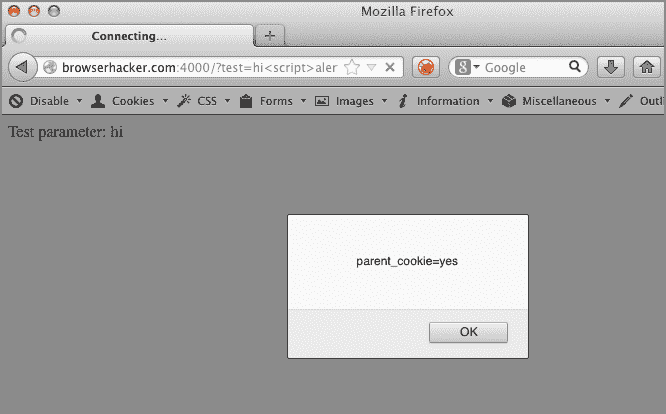 Mozilla Firefox
Connecting...
browserhacker.com:4000/?test=hi<script>aler
Google
Disable Cookies CSS Forms Images Information Miscellaneous Outli
Test parameter: hi
parent_cookie=yes
OK